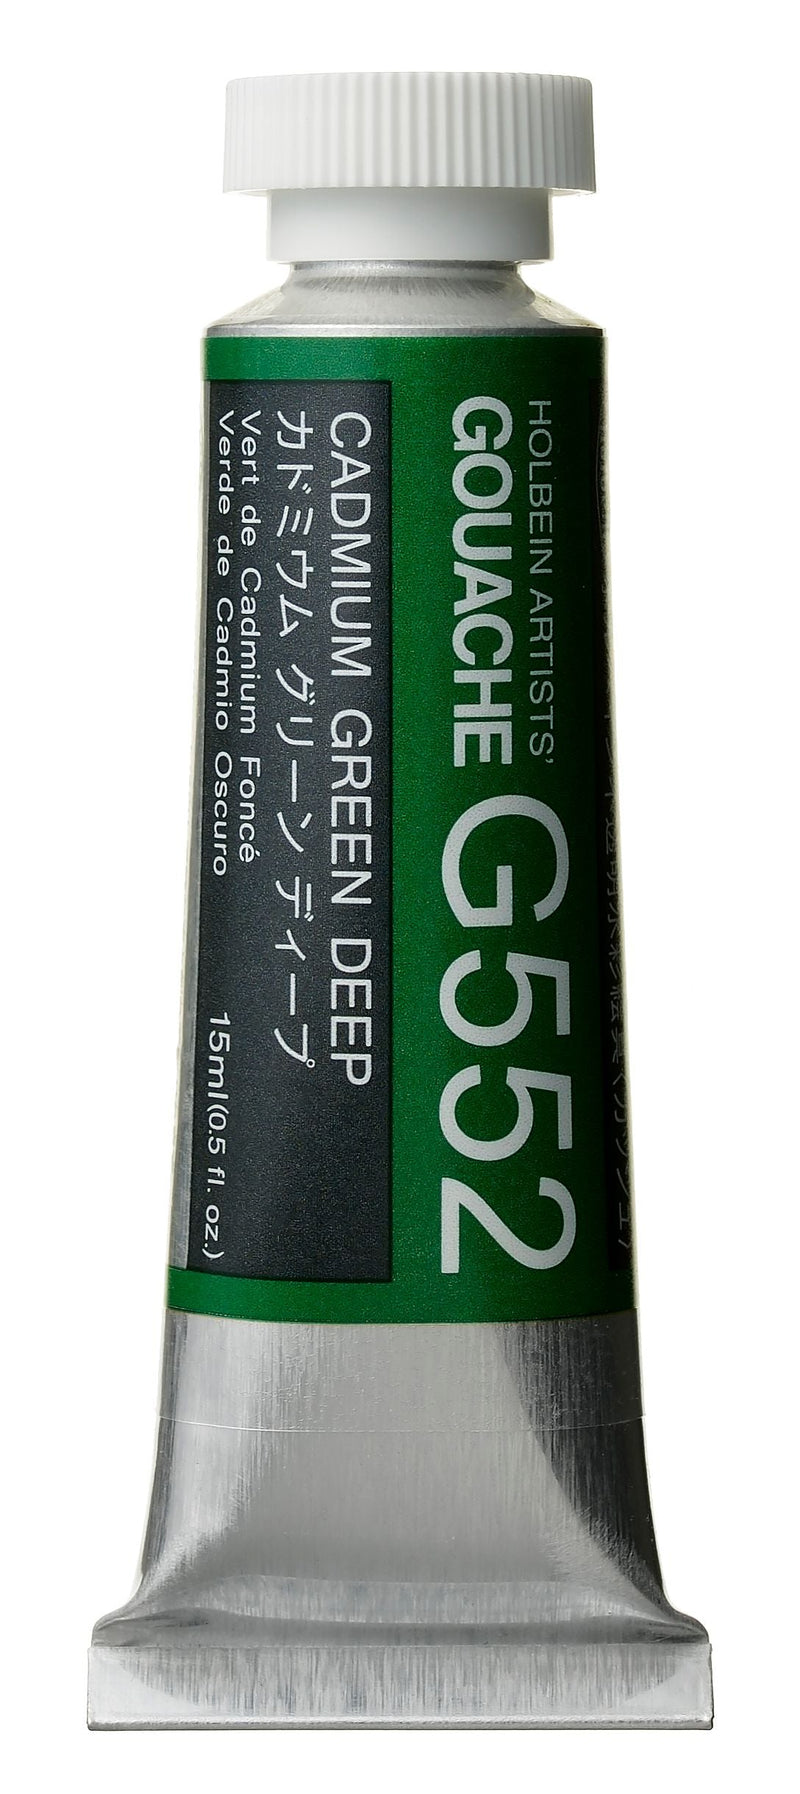 HOLBEIN ARTISTS'
GOUACHE G552
CADMIUM GREEN DEEP
カドミウム グリーン ディープ
Vert de Cadmium Foncé
Verde de Cadmio Oscuro
15ml(0.5 fl. oz.)